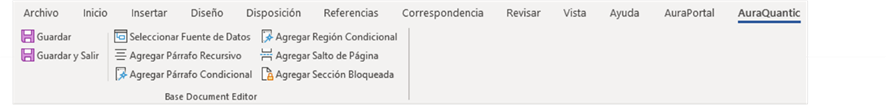 Archivo Inicio Insertar Diseño Disposición Referencias Correspondencia Revisar Vista Ayuda AuraPortal AuraQuantic
Guardar Seleccionar Fuente de Datos Agregar Región Condicional
Guardar y Salir Agregar Párrafo Recursivo Agregar Salto de Página
Agregar Párrafo Condicional Agregar Sección Bloqueada
Base Document Editor